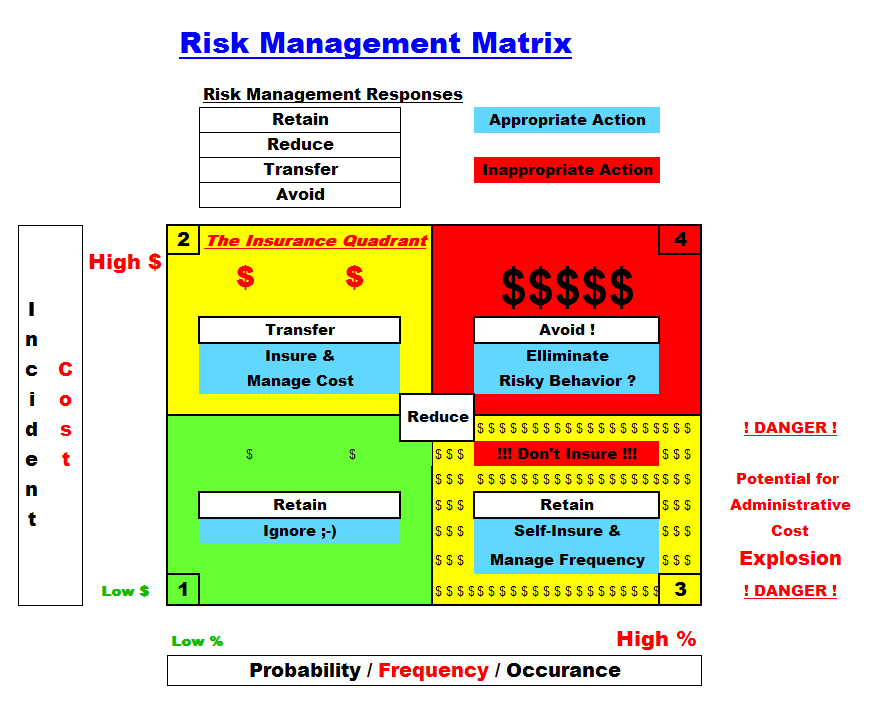 Risk Management Matrix
Risk Management Responses
Retain
Appropriate Action
Reduce
Transfer
Inappropriate Action
Avoid
2
The Insurance Quadrant
4
High $
$ $
$$$$$
Incident
Cost
Transfer
Avoid !
Insure &
Elliminate
Manage Cost
Risky Behavior ?
Reduce
$ $ $ $ $ $ $ $ $ $ $ $ $ $ $ $ $ $ $ $
! DANGER !
$ $
$ $ $
!!! Don't Insure !!!
$ $ $
$ $ $ $ $ $ $ $ $ $ $ $ $ $ $ $ $ $ $ $ $ $ $
Potential for
Retain
$ $ $
Retain
$ $ $
Administrative
Ignore ;-)
$ $ $
Self-Insure &
$ $ $
Cost
$ $ $
Manage Frequency
$ $ $
Explosion
Low $
1
$ $ $ $ $ $ $ $ $ $ $ $ $ $ $ $ $ $ $ $ $
3
! DANGER !
Low %
High %
Probability / Frequency / Occurance